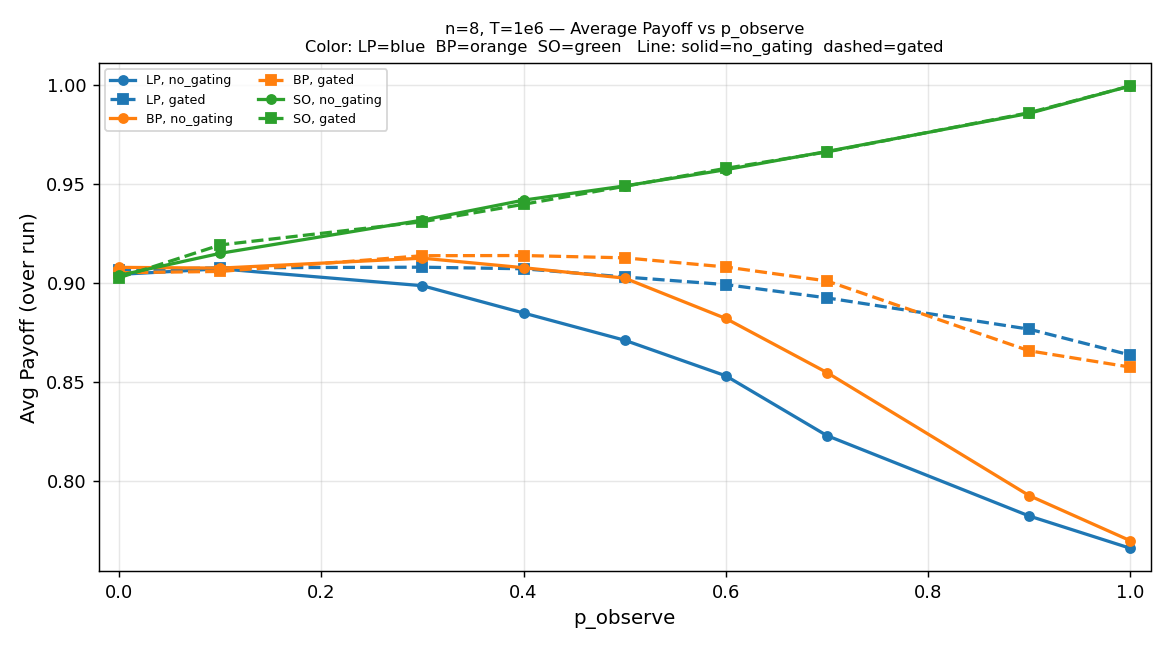 n=8, T=1e6 — Average Payoff vs p_observe
Color: LP=blue  BP=orange  SO=green   Line: solid=no_gating  dashed=gated
LP, no_gating
LP, gated
BP, no_gating
BP, gated
SO, no_gating
SO, gated
Avg Payoff (over run)
1.00
0.95
0.90
0.85
0.80
0.0
0.2
0.4
0.6
0.8
1.0
p_observe